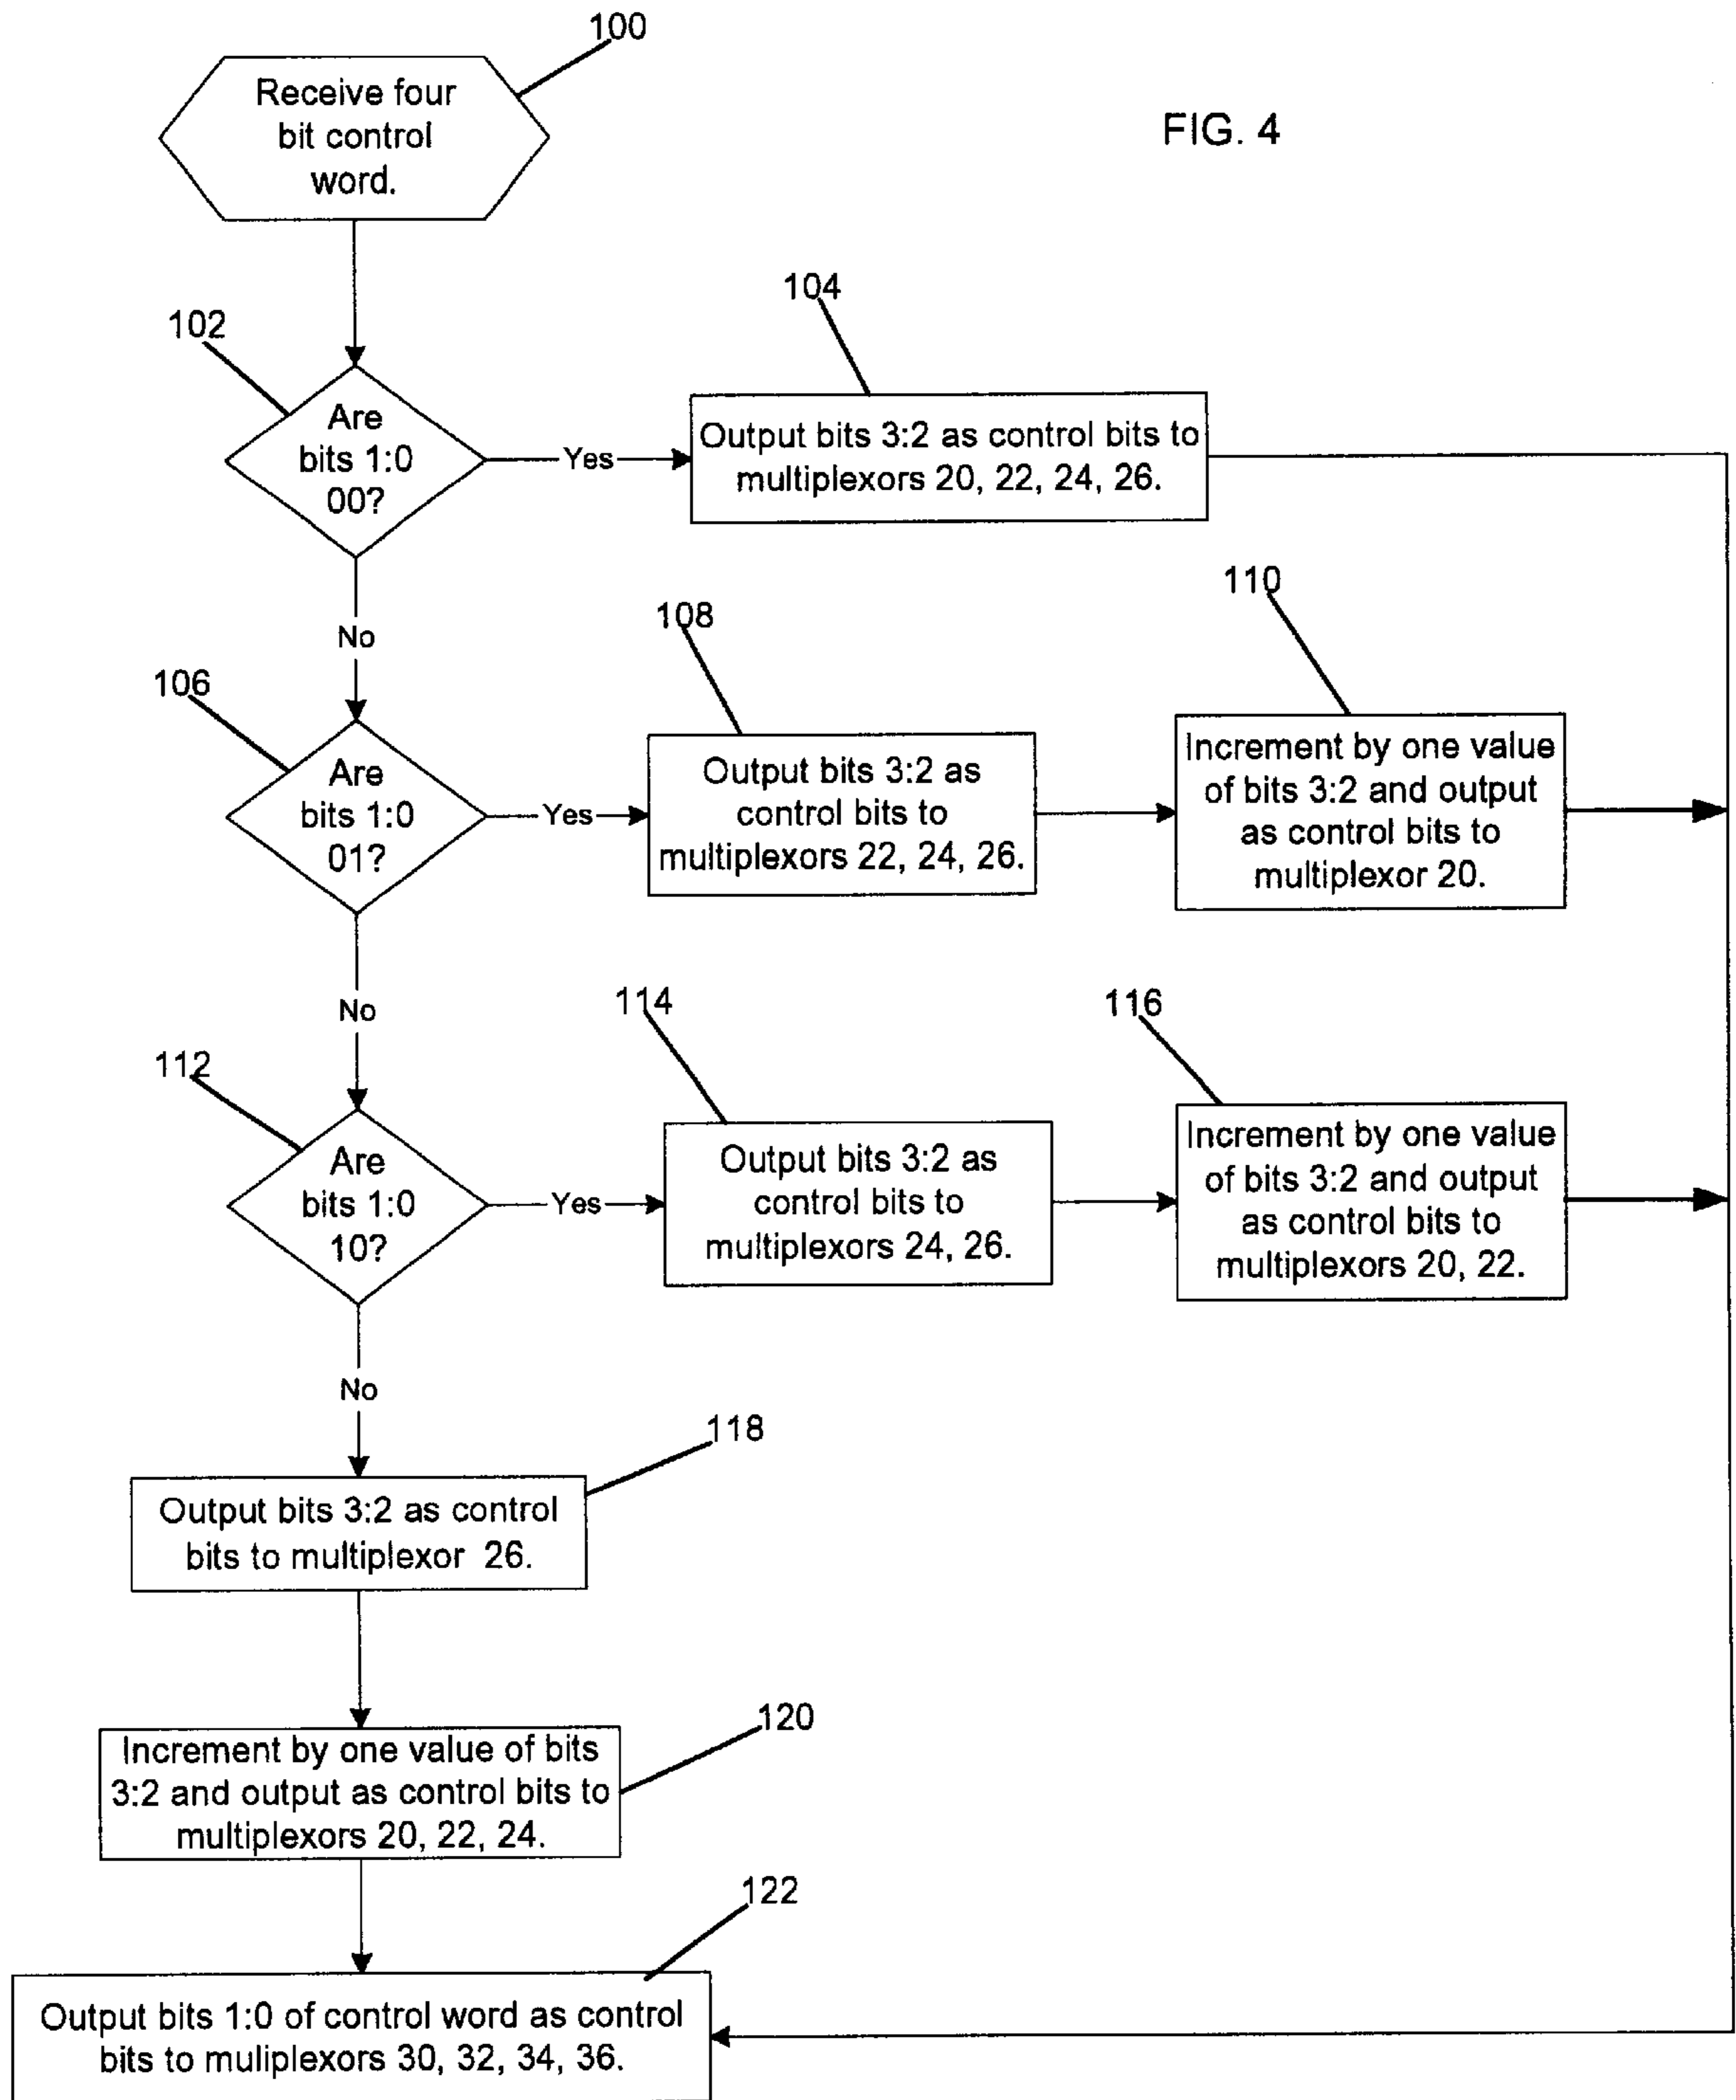 100
Receive four
bit control
word.
FIG. 4
104
102
Are
bits 1:0
00?
Yes
Output bits 3:2 as control bits to
multiplexors 20, 22, 24, 26.
No
110
108
106
Are
bits 1:0
01?
Yes
Output bits 3:2 as
control bits to
multiplexors 22, 24, 26.
Increment by one value
of bits 3:2 and output
as control bits to
multiplexor 20.
No
114
116
112
Are
bits 1:0
10?
Yes
Output bits 3:2 as
control bits to
multiplexors 24, 26.
Increment by one value
of bits 3:2 and output
as control bits to
multiplexors 20, 22.
No
118
Output bits 3:2 as control
bits to multiplexor 26.
120
Increment by one value of bits
3:2 and output as control bits to
multiplexors 20, 22, 24.
122
Output bits 1:0 of control word as control
bits to muliplexors 30, 32, 34, 36.